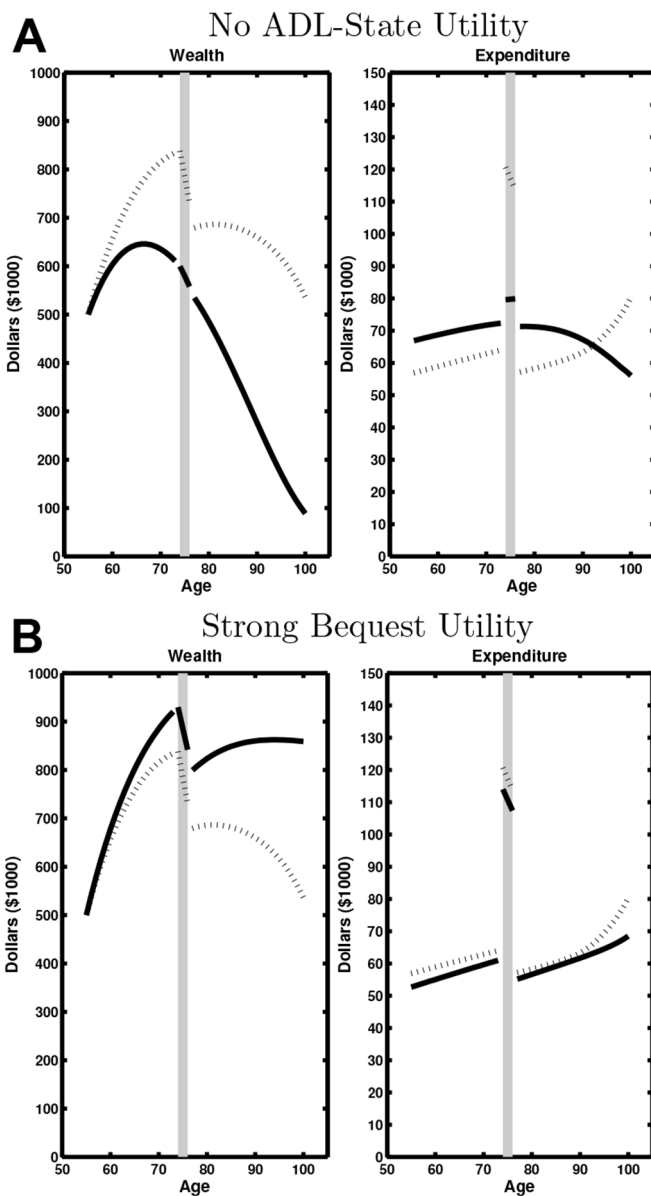 A
No ADL-State Utility
Wealth
Expenditure
1000
900
800
700
600
500
400
300
200
100
0
Dollars ($1000)
50 60 70 80 90 100
Age
150
140
130
120
110
100
90
80
70
60
50
40
30
20
10
0
Dollars ($1000)
50 60 70 80 90 100
Age
B
Strong Bequest Utility
Wealth
Expenditure
1000
900
800
700
600
500
400
300
200
100
0
Dollars ($1000)
50 60 70 80 90 100
Age
150
140
130
120
110
100
90
80
70
60
50
40
30
20
10
0
Dollars ($1000)
50 60 70 80 90 100
Age